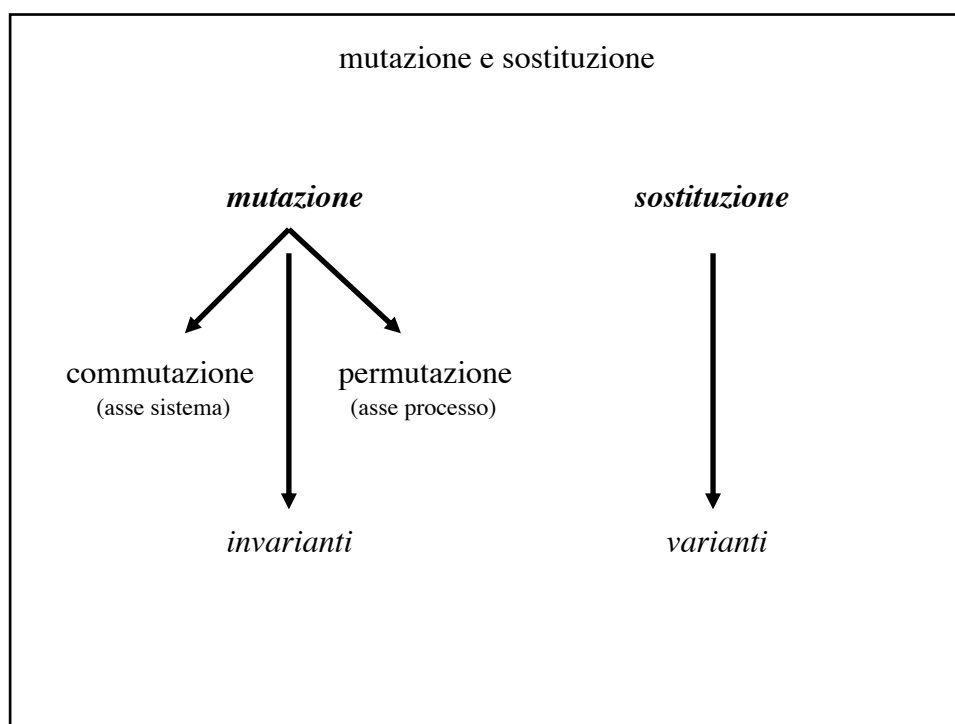 mutazione e sostituzione
mutazione
sostituzione
commutazione
(asse sistema)
permutazione
(asse processo)
invarianti
varianti